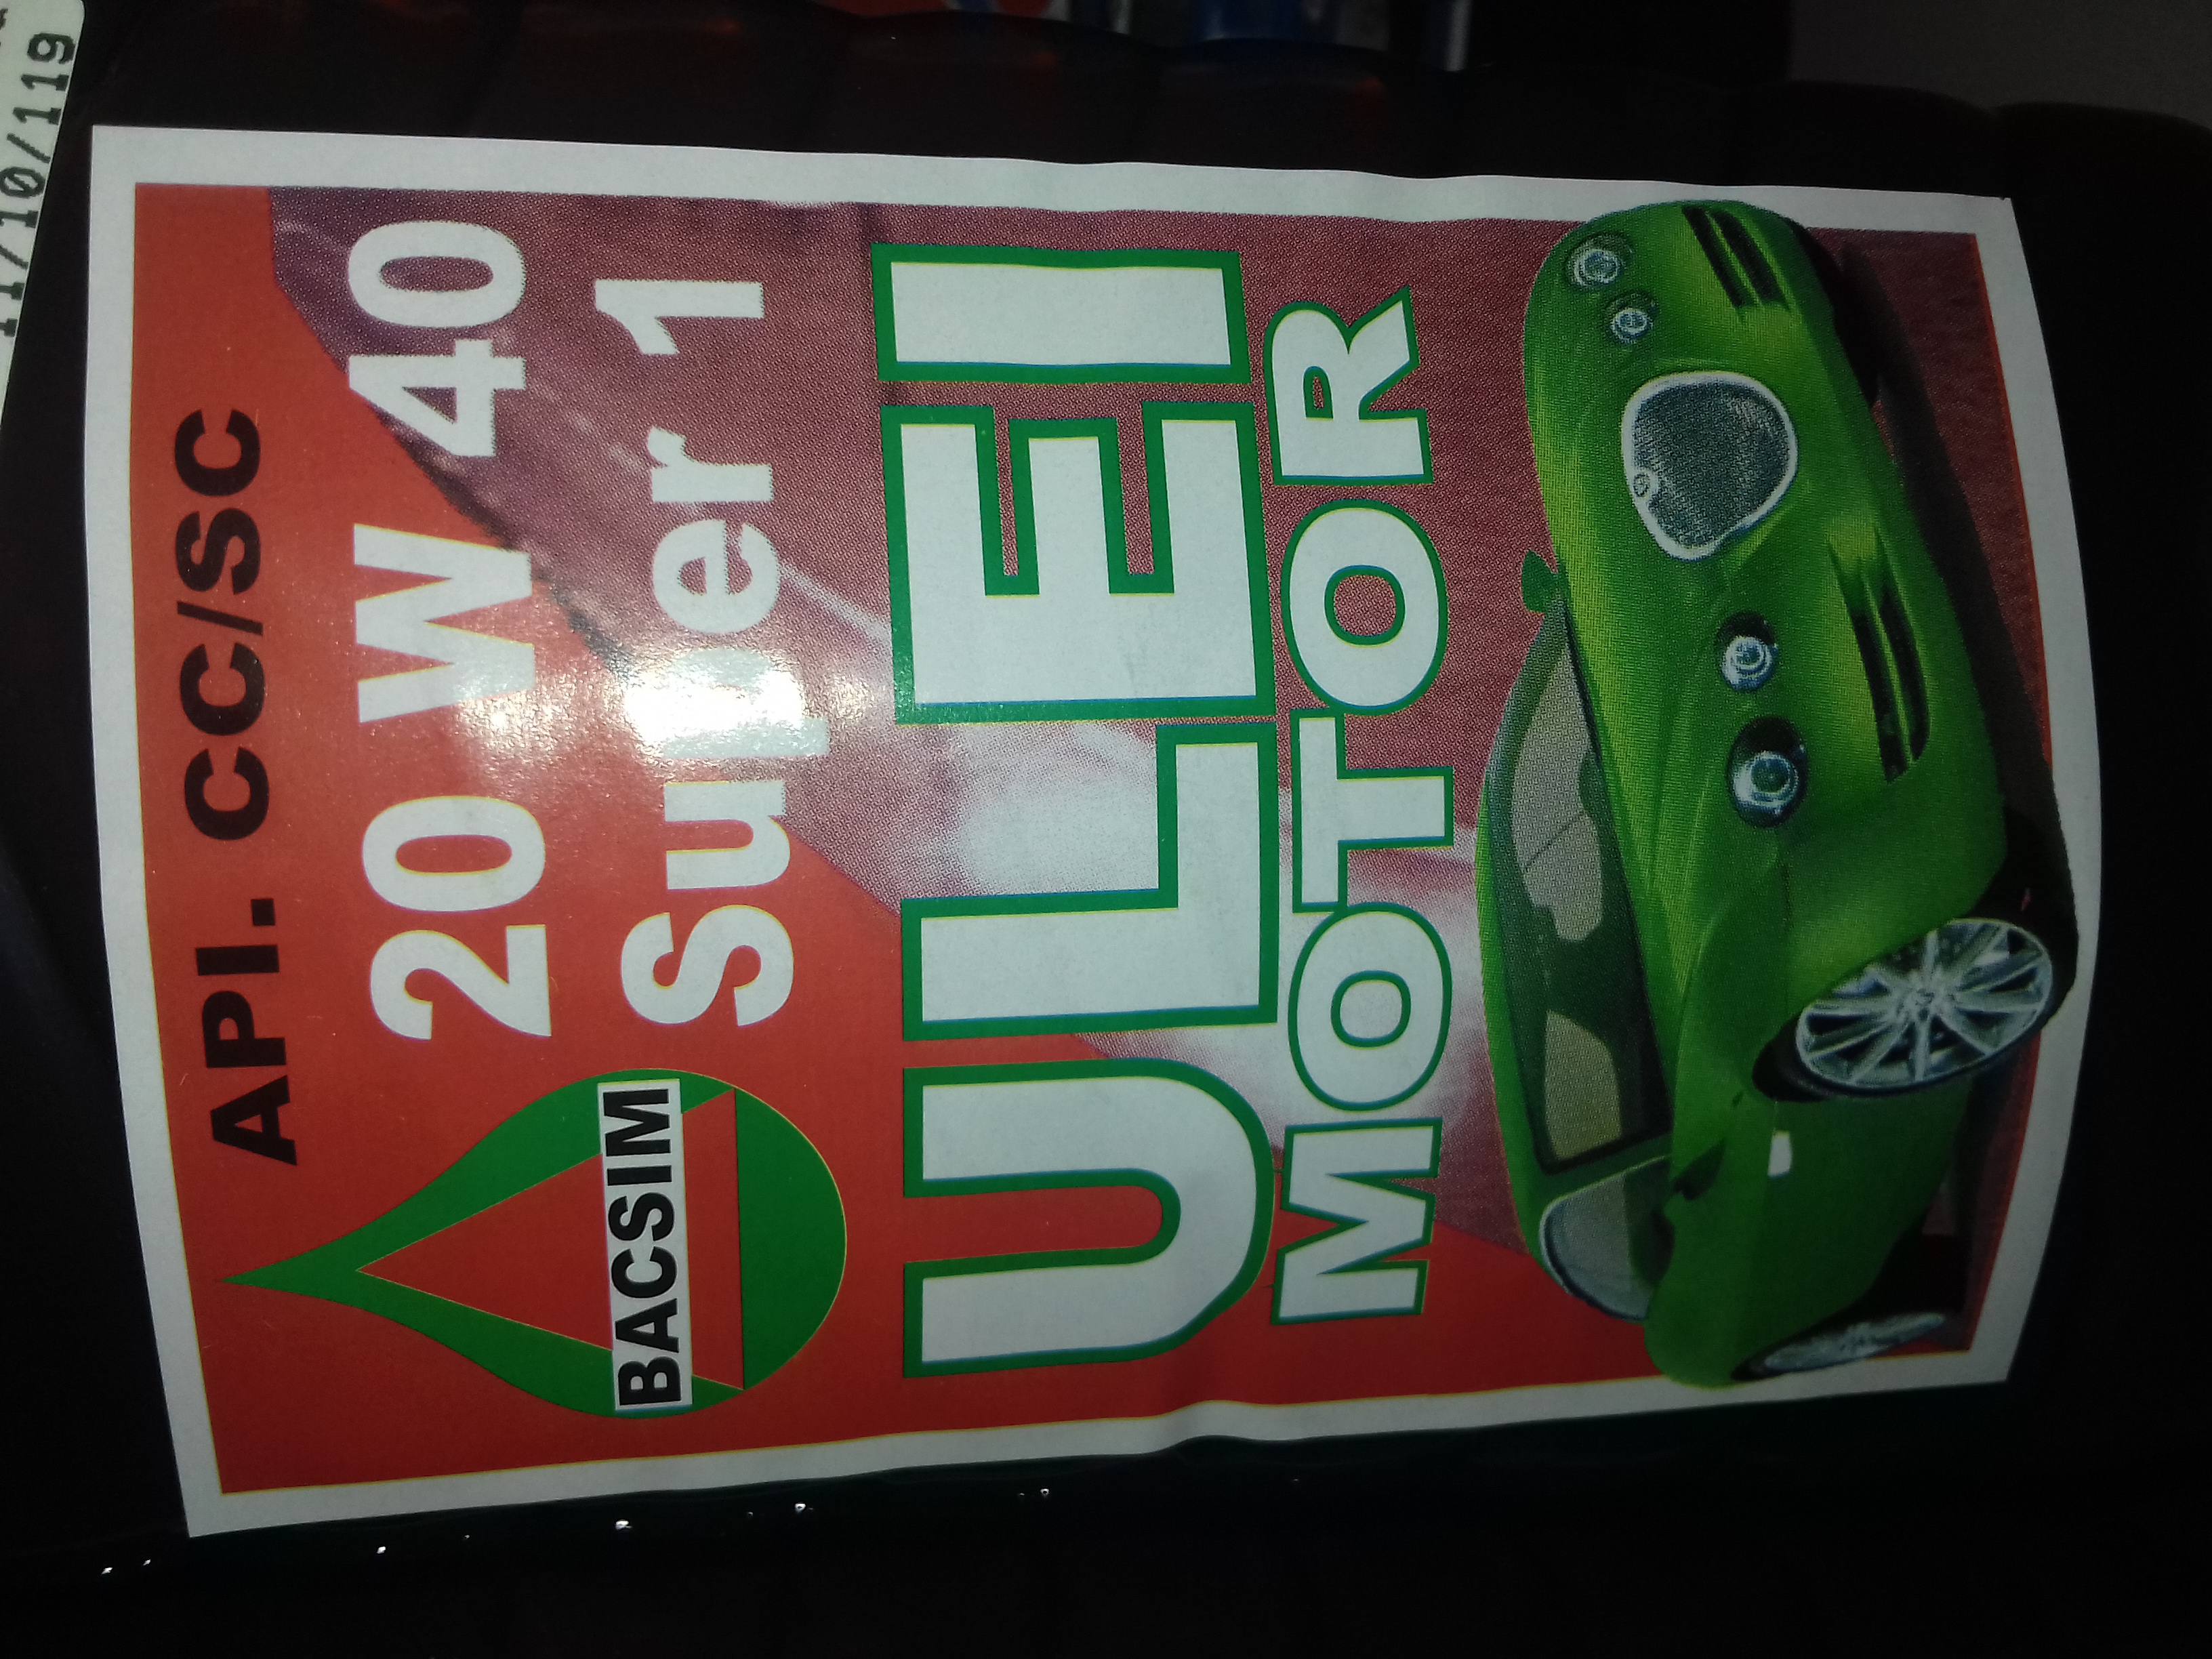 API. CC/SC
20 W 40
Super 1
BACSIM
ULEI
MOTOR